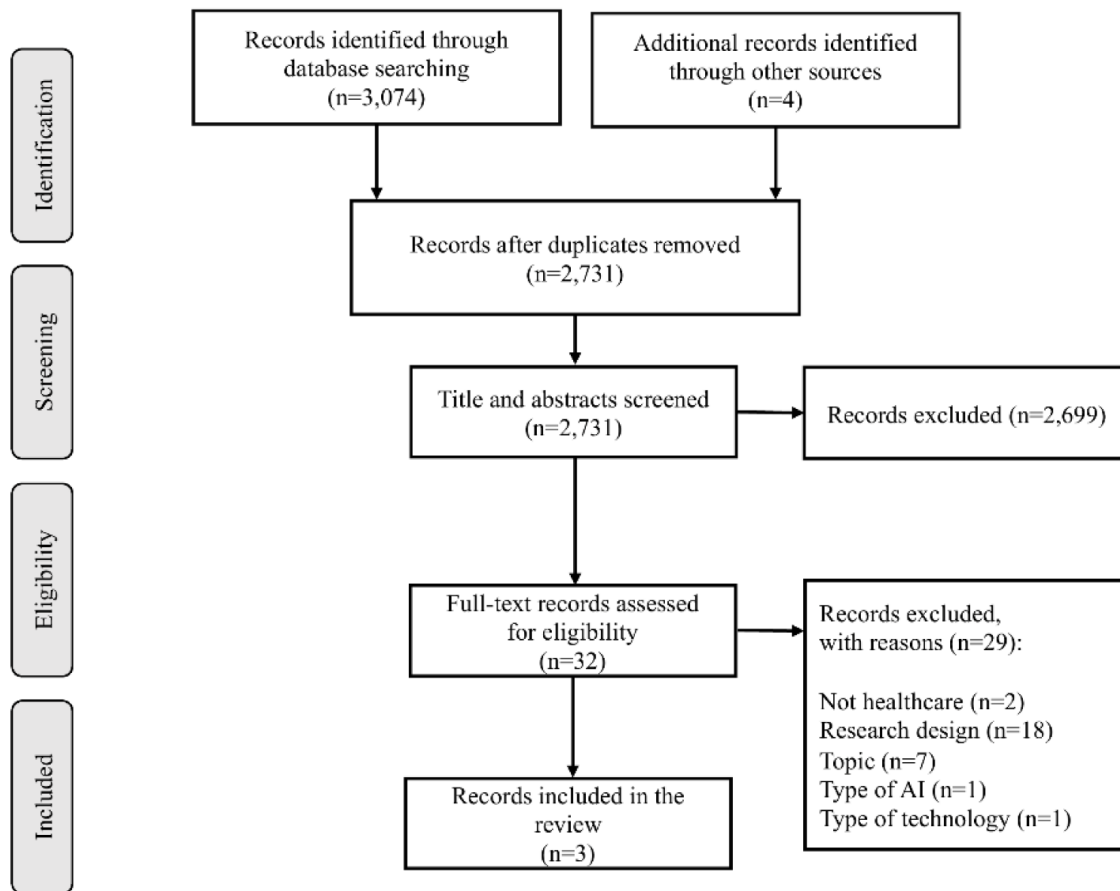 Identification
Records identified through
database searching
(n=3,074)
Additional records identified
through other sources
(n=4)
Records after duplicates removed
(n=2,731)
Screening
Title and abstracts screened
(n=2,731)
Records excluded (n=2,699)
Eligibility
Full-text records assessed
for eligibility
(n=32)
Records excluded,
with reasons (n=29):
Not healthcare (n=2)
Research design (n=18)
Topic (n=7)
Type of AI (n=1)
Type of technology (n=1)
Included
Records included in the
review
(n=3)